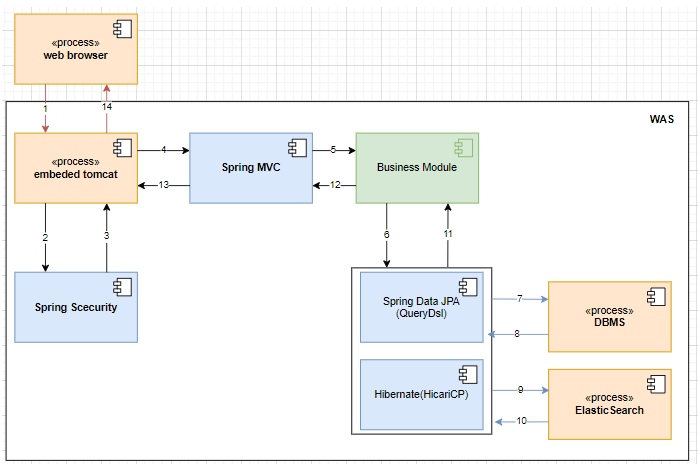 «process»
web browser
1
14
WAS
«process»
embeded tomcat
4
13
Spring MVC
5
12
Business Module
2
3
6
11
Spring Scecurity
Spring Data JPA
(QueryDsl)
7
8
«process»
DBMS
Hibernate(HicariCP)
9
10
«process»
ElasticSearch